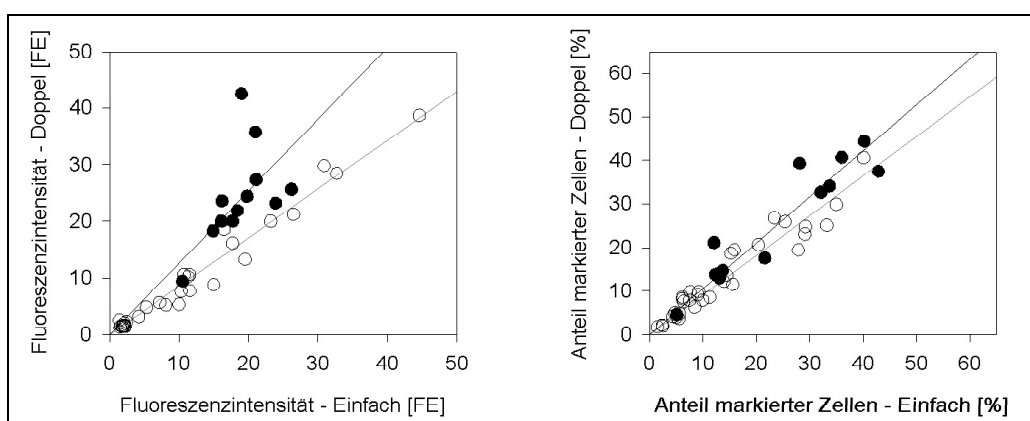 Fluoreszenzintensität - Doppel [FE]
50
40
30
20
10
0
0 10 20 30 40 50
Fluoreszenzintensität - Einfach [FE]
Anteil markierter Zellen - Doppel [%]
60
50
40
30
20
10
0
0 10 20 30 40 50 60
Anteil markierter Zellen - Einfach [%]